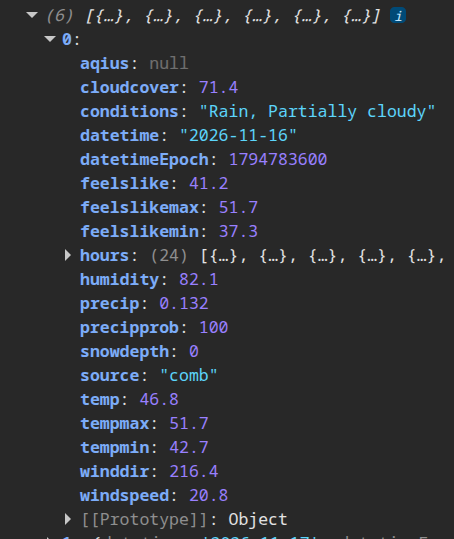 (6) [{…}, {…}, {…}, {…}, {…}, {…}] i
0:
aqius: null
cloudcover: 71.4
conditions: "Rain, Partially cloudy"
datetime: "2026-11-16"
datetimeEpoch: 1794783600
feelslike: 41.2
feelslikemax: 51.7
feelslikemin: 37.3
hours: (24) [{…}, {…}, {…}, {…}, {…},
humidity: 82.1
precip: 0.132
precipprob: 100
snowdepth: 0
source: "comb"
temp: 46.8
tempmax: 51.7
tempmin: 42.7
winddir: 216.4
windspeed: 20.8
[[Prototype]]: Object